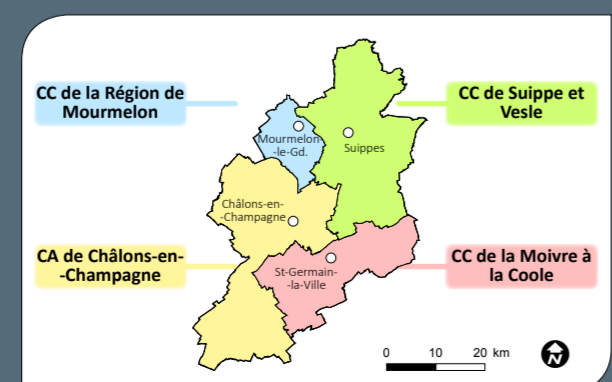 CC de la Région de
Mourmelon
CC de Suippe et
Vesle
Mourmelon
-le-Gd.
Suippes
Châlons-en-
-Champagne
CA de Châlons-en-
-Champagne
St-Germain-
-la-Ville
CC de la Moivre à
la Coole
0 10 20 km
N